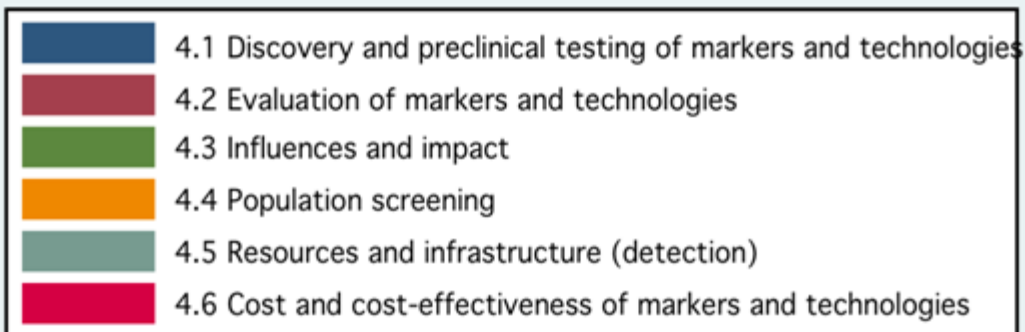 4.1 Discovery and preclinical testing of markers and technologies
4.2 Evaluation of markers and technologies
4.3 Influences and impact
4.4 Population screening
4.5 Resources and infrastructure (detection)
4.6 Cost and cost-effectiveness of markers and technologies